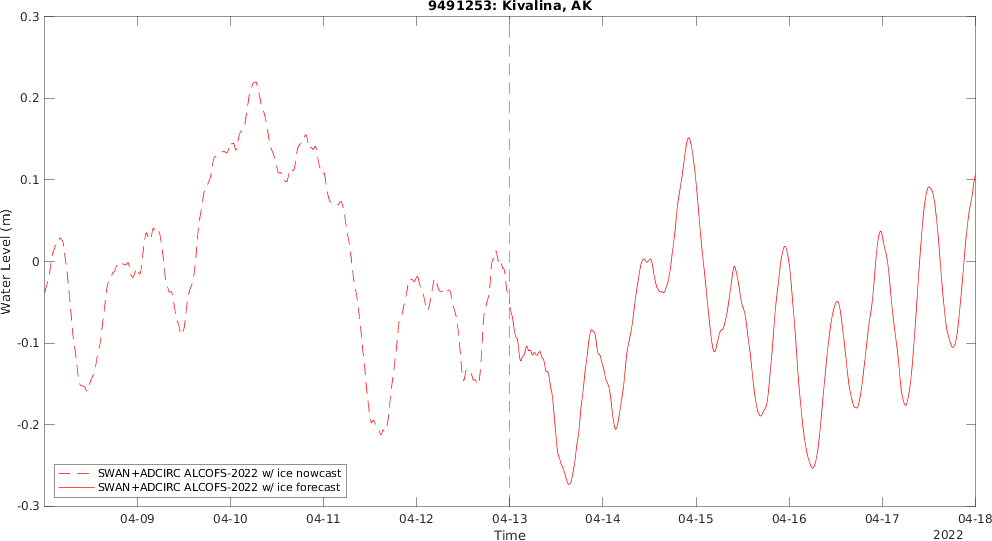 9491253: Kivalina, AK
0.3
0.2
0.1
0
-0.1
-0.2
-0.3
Water Level (m)
SWAN+ADCIRC ALCOFS-2022 w/ ice nowcast
SWAN+ADCIRC ALCOFS-2022 w/ ice forecast
04-09 04-10 04-11 04-12 04-13 04-14 04-15 04-16 04-17 04-18
Time
2022